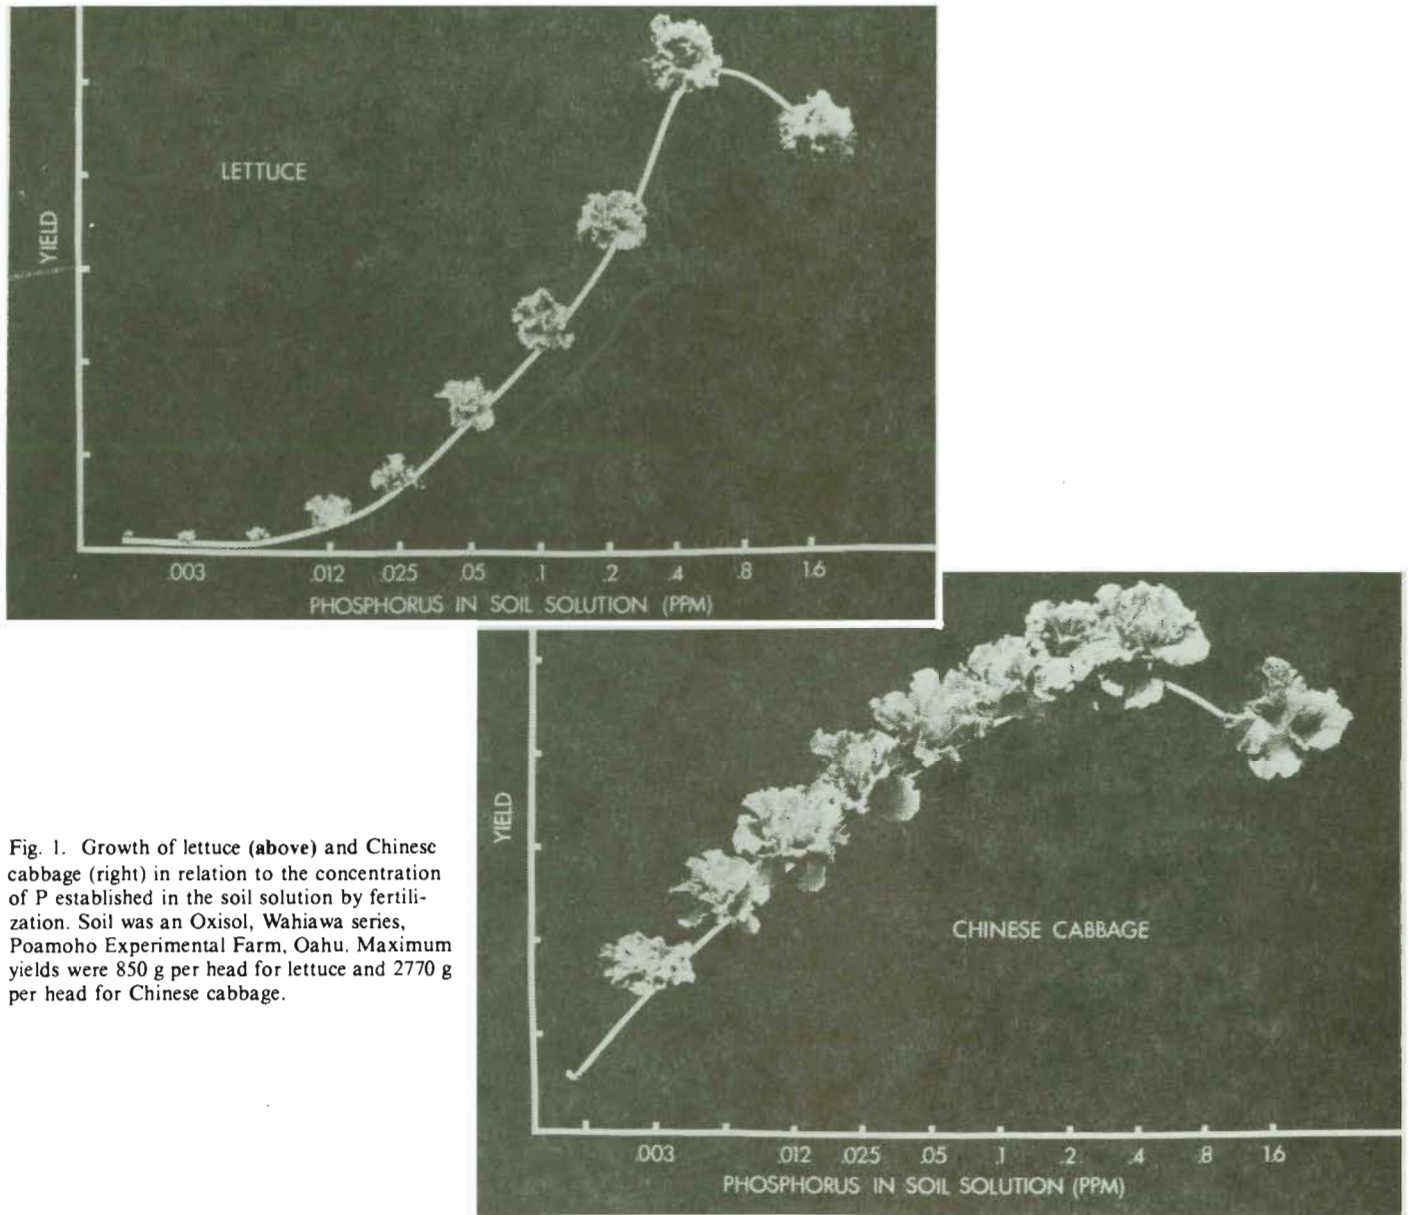 LETTUCE
YIELD
.003 .012 .025 .05 .1 .2 .4 .8 1.6
PHOSPHORUS IN SOIL SOLUTION (PPM)
Fig. 1. Growth of lettuce (above) and Chinese
cabbage (right) in relation to the concentration
of P established in the soil solution by fertili-
zation. Soil was an Oxisol, Wahiawa series,
Poamoho Experimental Farm, Oahu. Maximum
yields were 850 g per head for lettuce and 2770 g
per head for Chinese cabbage.
YIELD
CHINESE CABBAGE
.003 .012 .025 .05 .1 .2 .4 .8 1.6
PHOSPHORUS IN SOIL SOLUTION (PPM)